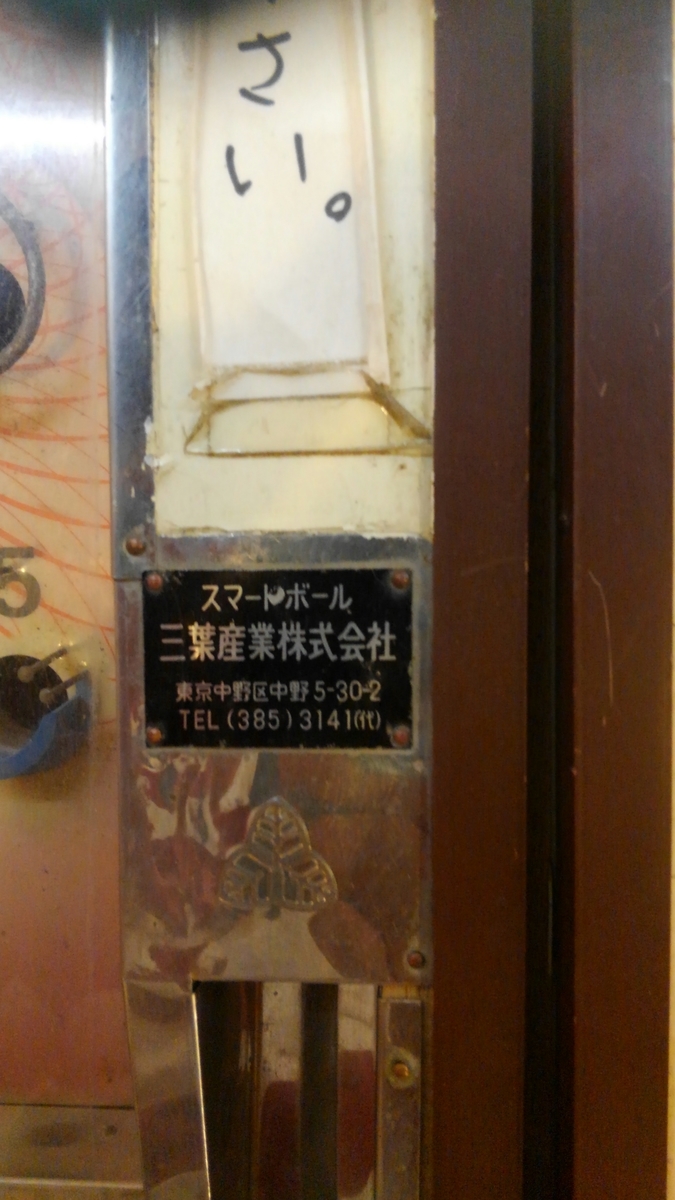 さい。
5
スマートボール
三葉産業株式会社
東京中野区中野5-30-2
TEL(385)3141(代)